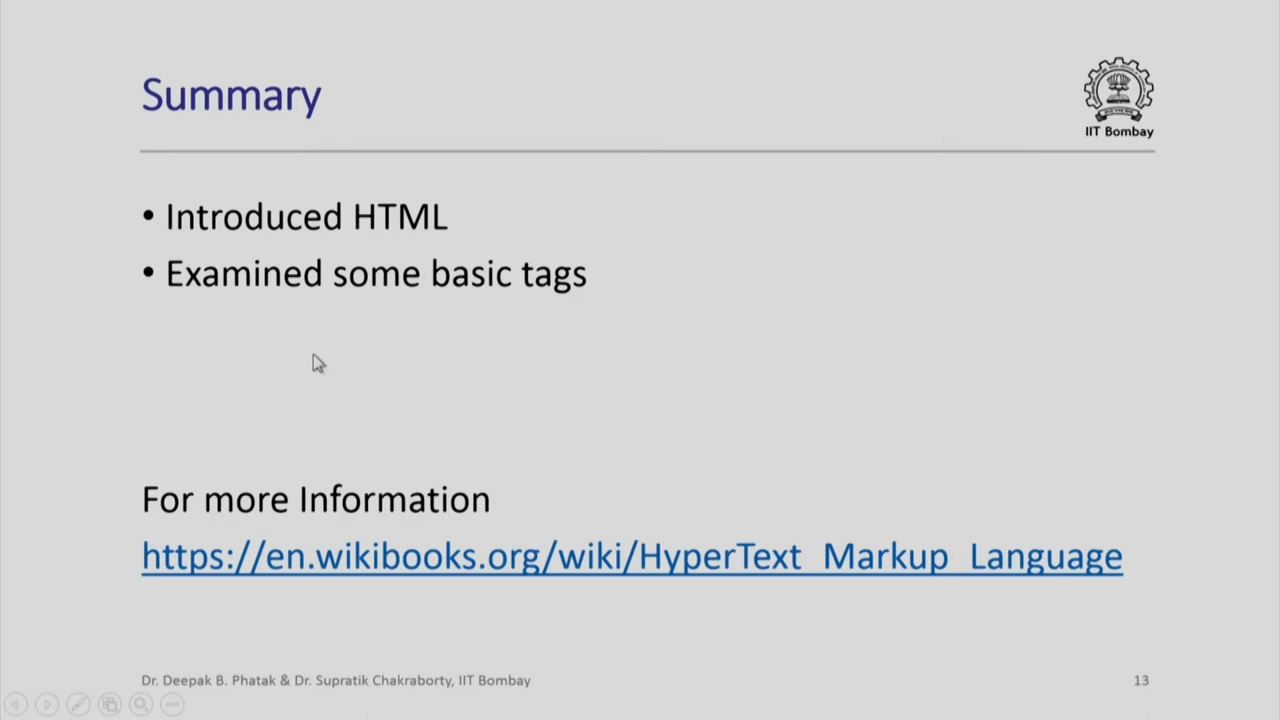 Summary
IIT Bombay
• Introduced HTML
• Examined some basic tags
For more Information
https://en.wikibooks.org/wiki/HyperText_Markup_Language
Dr. Deepak B. Phatak & Dr. Supratik Chakraborty, IIT Bombay
13